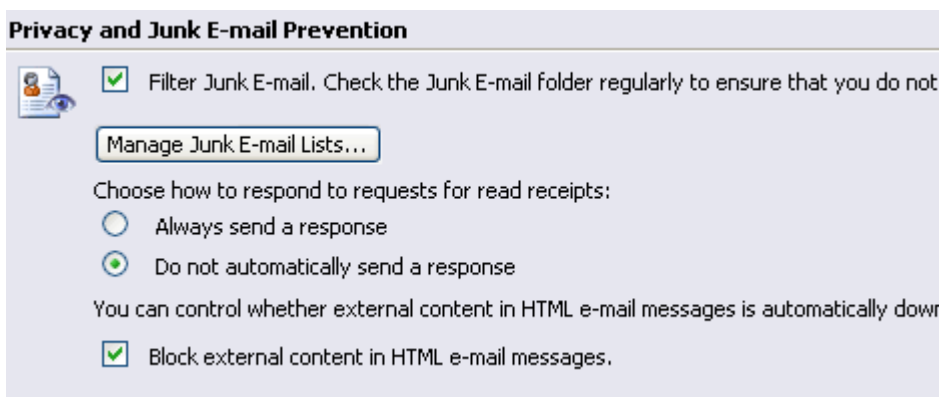 Privacy and Junk E-mail Prevention
Filter Junk E-mail. Check the Junk E-mail folder regularly to ensure that you do not
Manage Junk E-mail Lists...
Choose how to respond to requests for read receipts:
Always send a response
Do not automatically send a response
You can control whether external content in HTML e-mail messages is automatically down
Block external content in HTML e-mail messages.